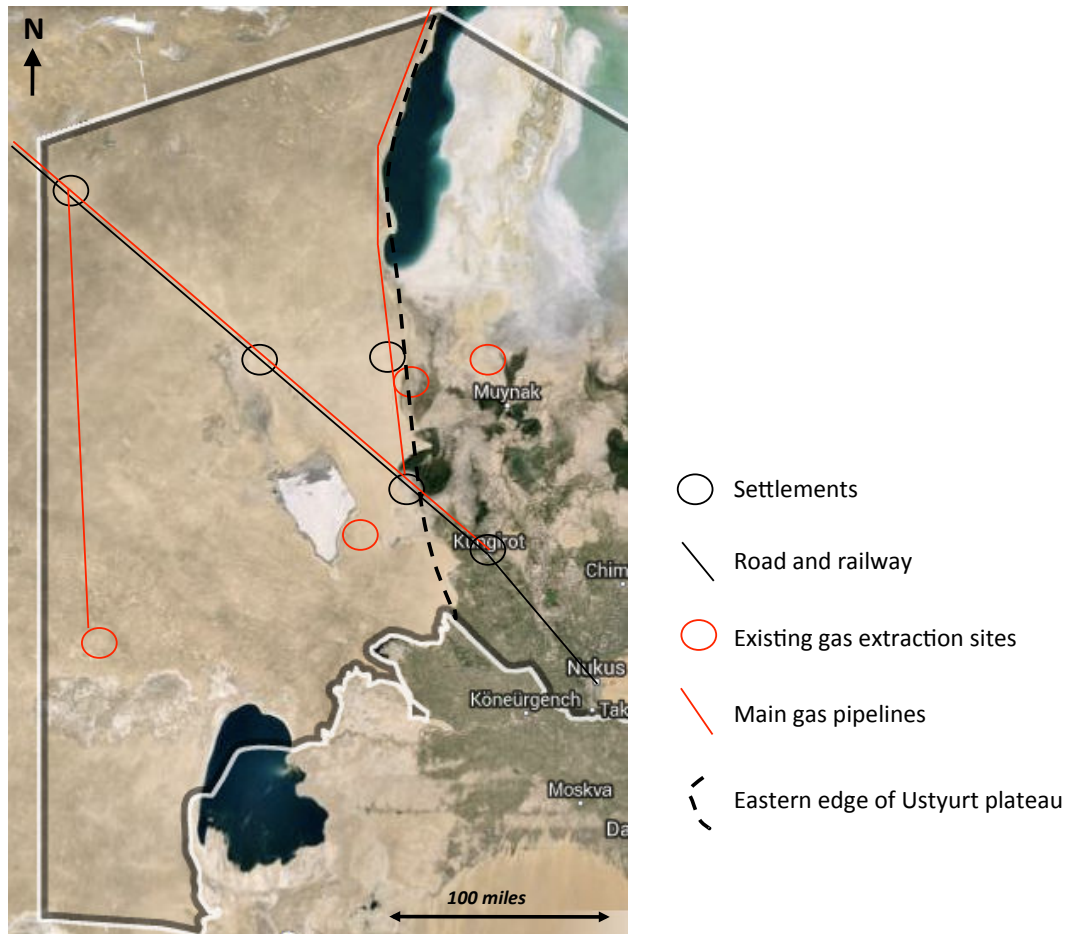 N
Muynak
Kungirot
Chim
Nukus
Köneürgench
Tak
Moskva
Da
100 miles
Settlements
Road and railway
Existing gas extraction sites
Main gas pipelines
Eastern edge of Ustyurt plateau